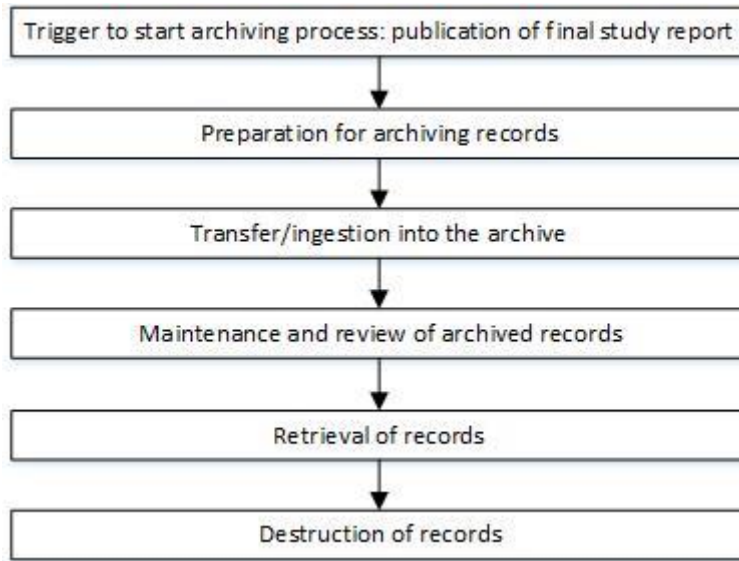 Trigger to start archiving process: publication of final study report
Preparation for archiving records
Transfer/ingestion into the archive
Maintenance and review of archived records
Retrieval of records
Destruction of records